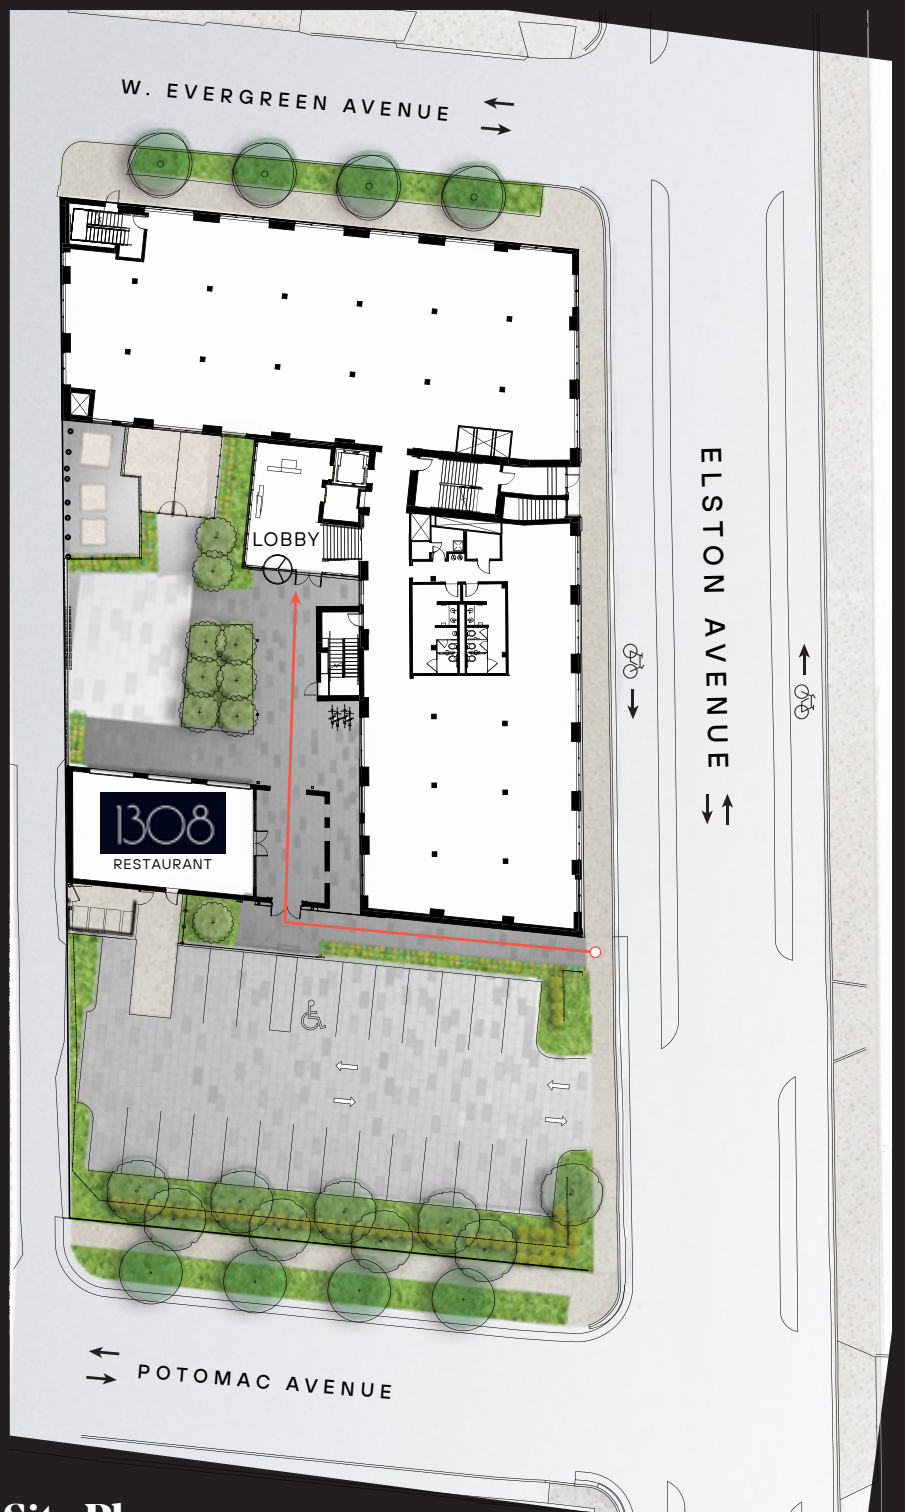 W. EVERGREEN AVENUE
LOBBY
ELSTON AVENUE
1308
RESTAURANT
POTOMAC AVENUE